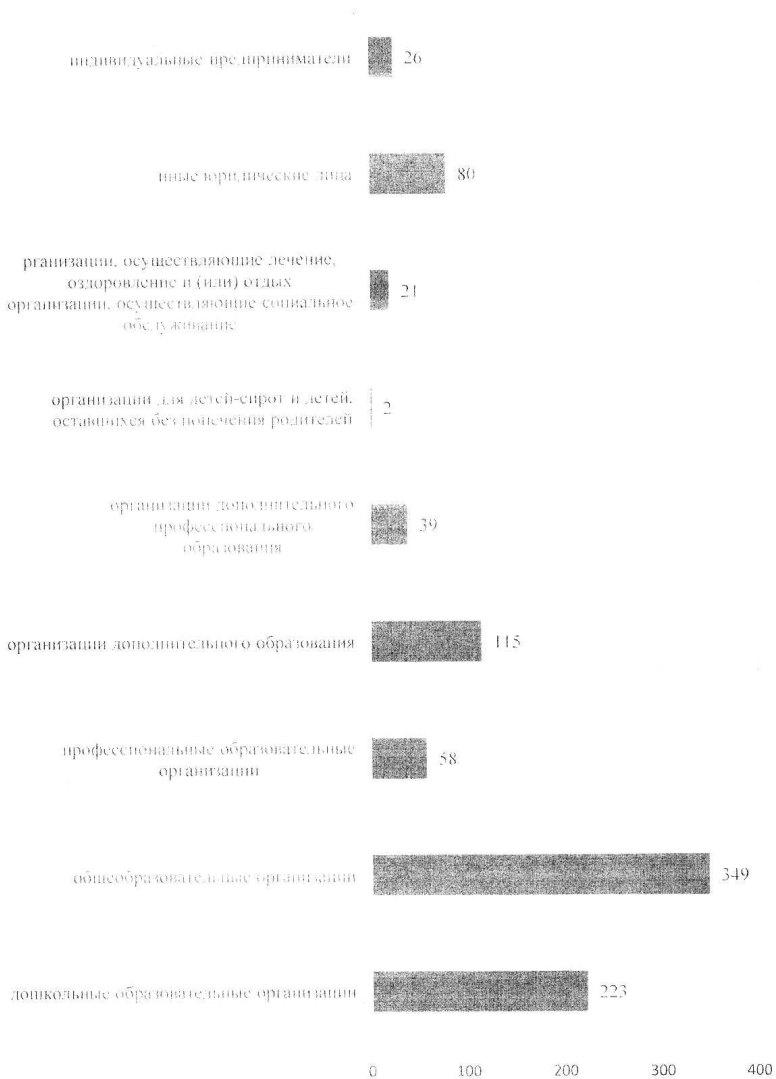 индивидуальные предприниматели
26
иные юридические лица
80
рганизации, осуществляющие лечение,
оздоровление и (или) отдых
организации, осуществляющие социальное
обслуживание
21
организации для детей-сирот и детей,
оставшихся без попечения родителей
2
организации дополнительного
профессионального
образования
39
организации дополнительного образования
115
профессиональные образовательные
организации
58
общеобразовательные организации
349
дошкольные образовательные организации
223
0 100 200 300 400